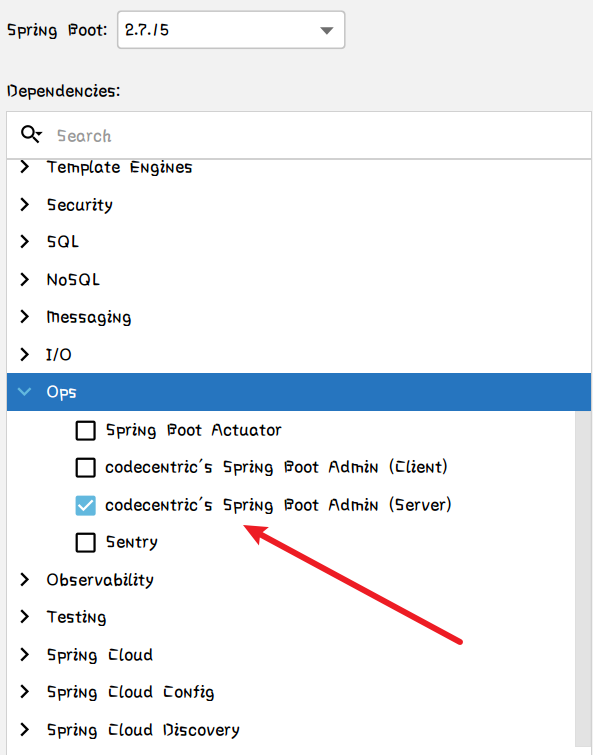 Spring Boot: 2.7.15
Dependencies:
Search
Template Engines
Security
SQL
NoSQL
Messaging
I/O
Ops
Spring Boot Actuator
codecentric's Spring Boot Admin (Client)
codecentric's Spring Boot Admin (Server)
Sentry
Observability
Testing
Spring Cloud
Spring Cloud Config
Spring Cloud Discovery